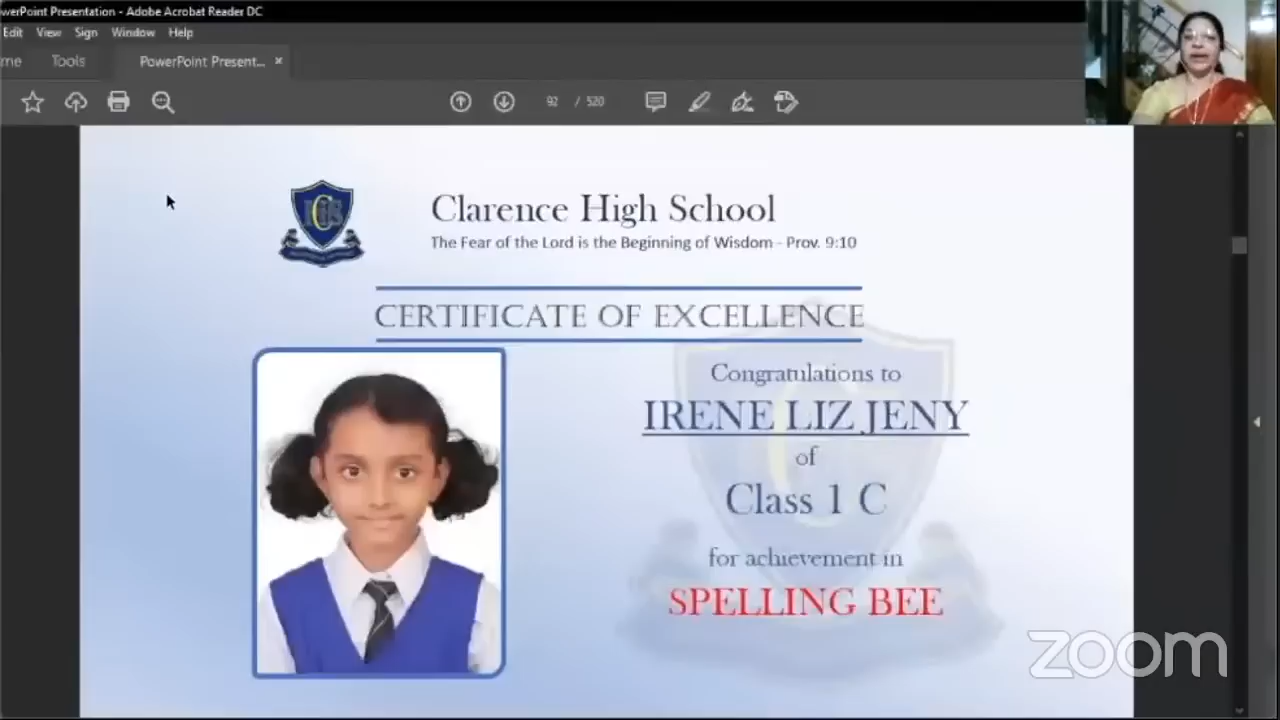 werPoint Presentation - Adobe Acrobat Reader DC
Edit View Sign Window Help
me Tools PowerPoint Present... ×
92 / 520
Clarence High School
The Fear of the Lord is the Beginning of Wisdom - Prov. 9:10
CERTIFICATE OF EXCELLENCE
Congratulations to
IRENE LIZ JENY
of
Class 1 C
for achievement in
SPELLING BEE
zoom